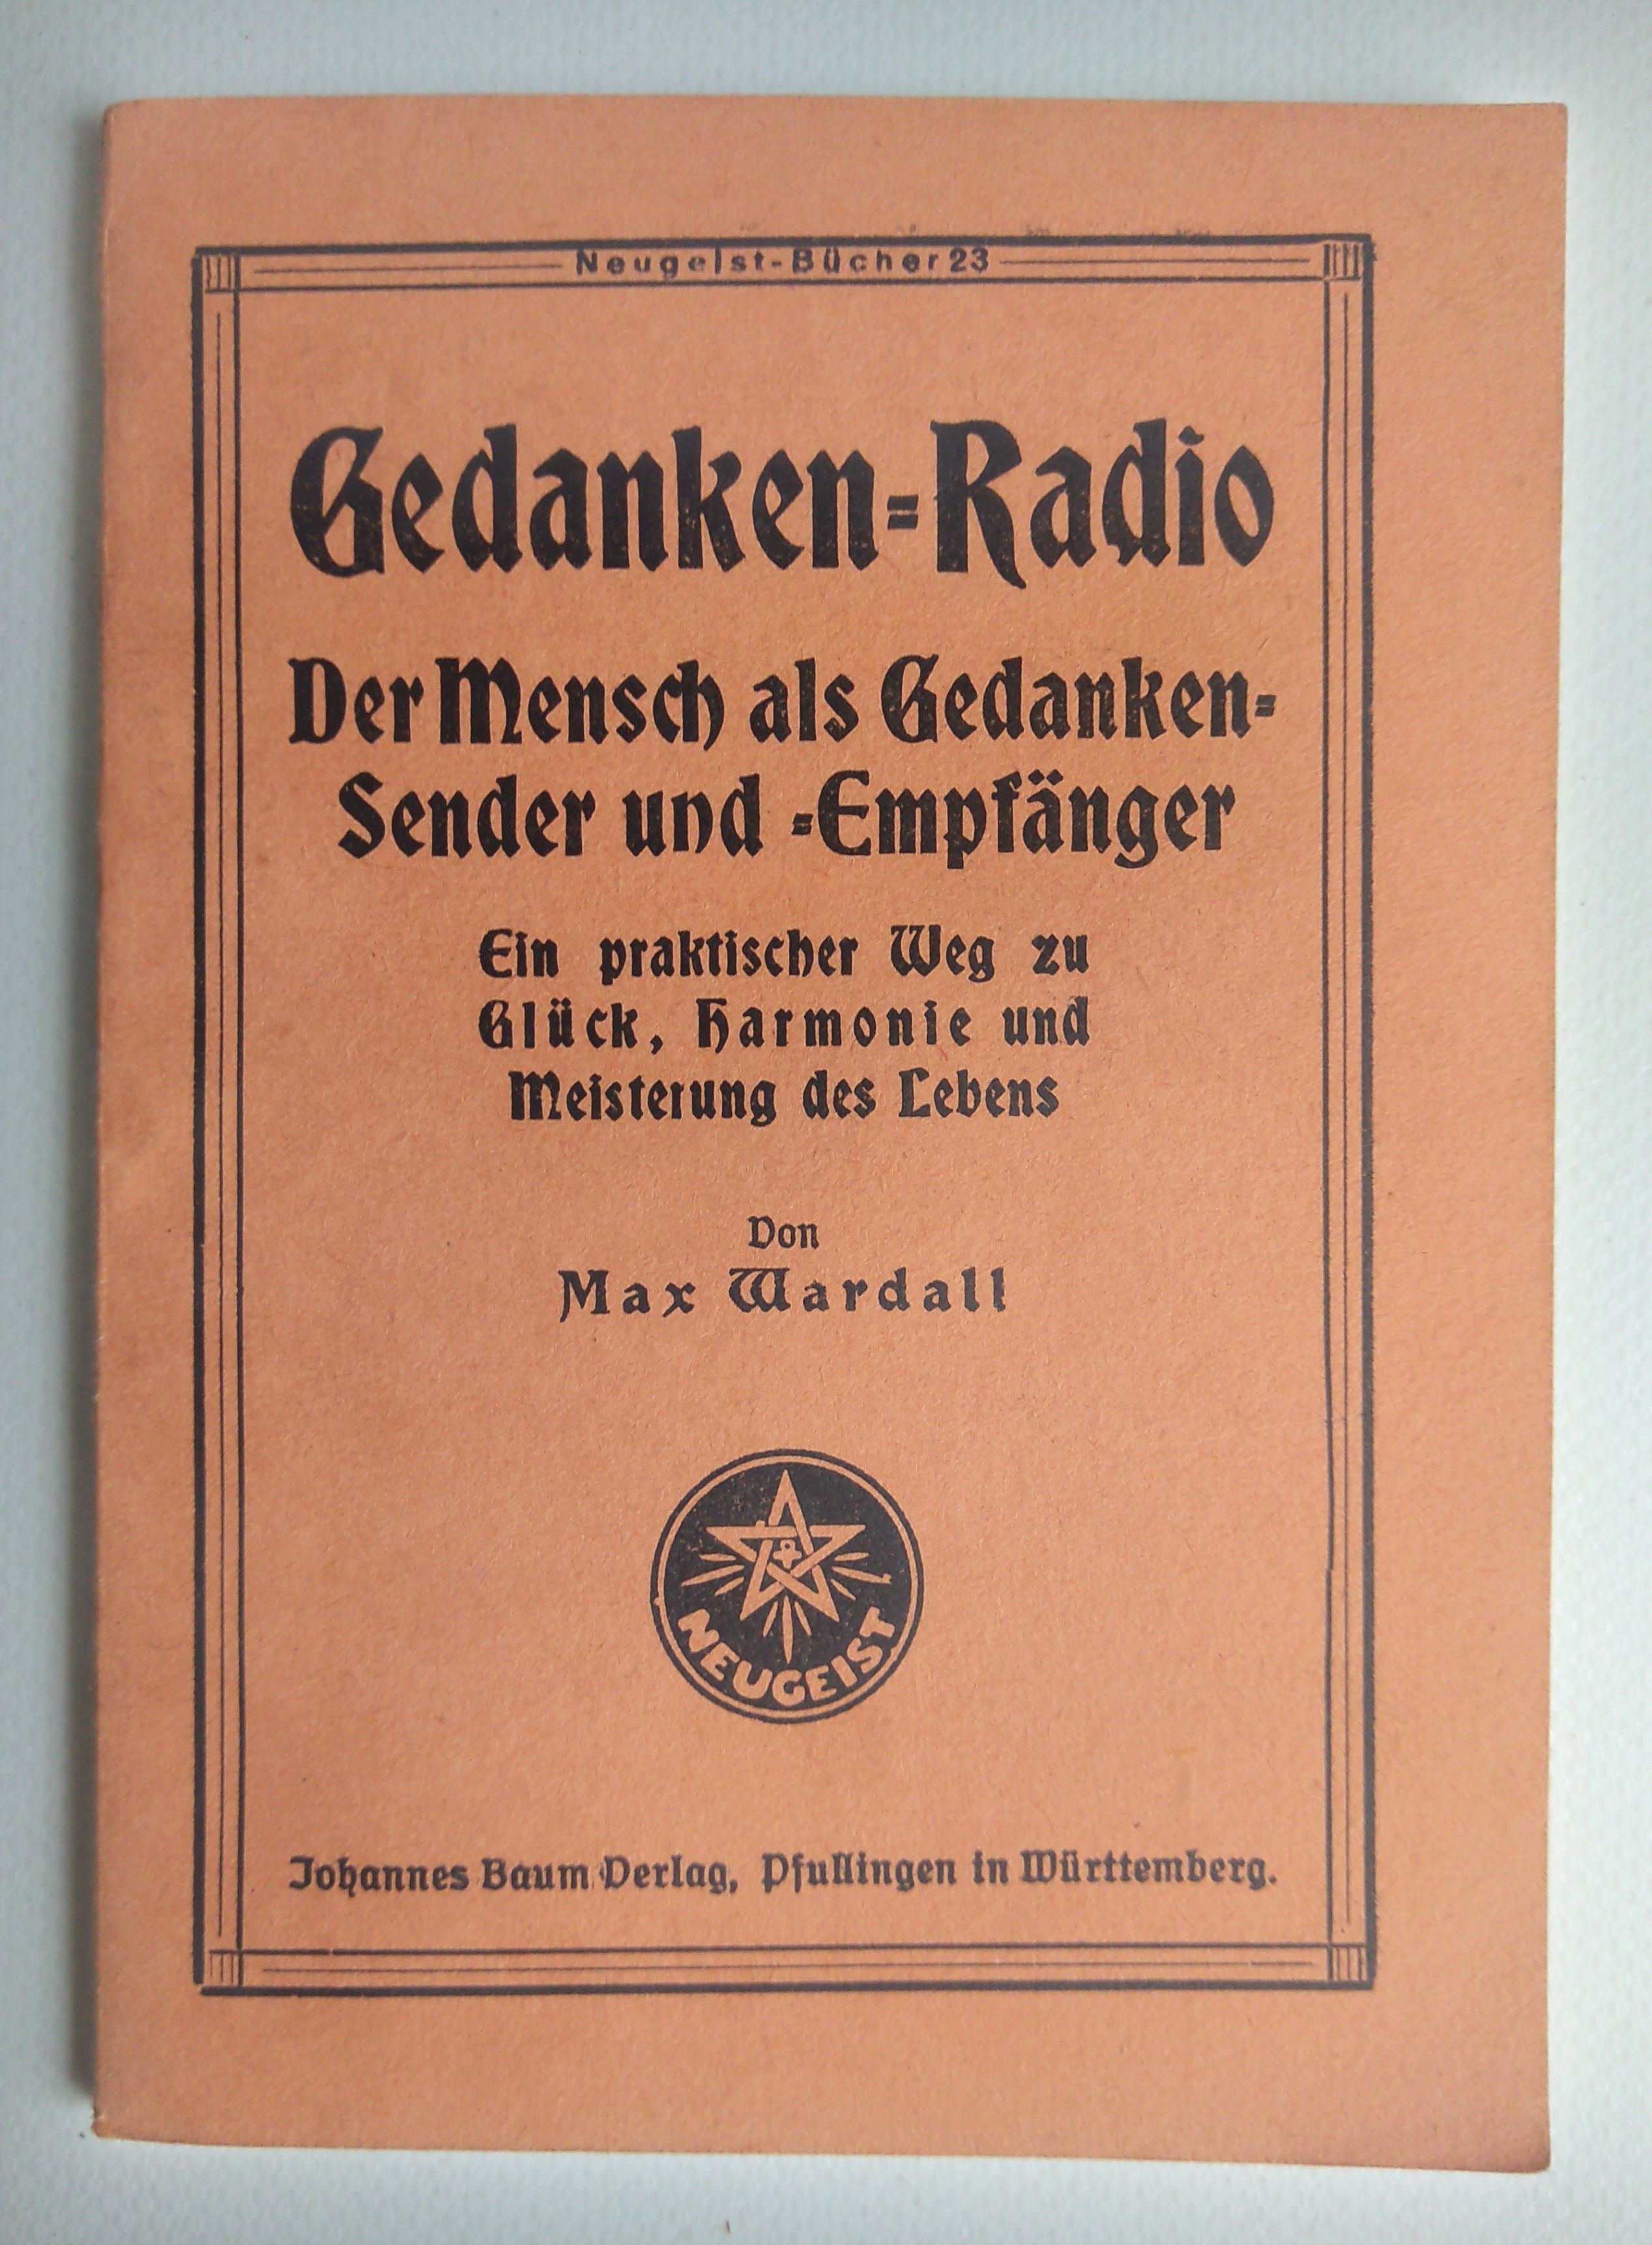 Neugeist-Bücher 23
Gedanken-Radio
Der Mensch als Gedanken-
Sender und -Empfänger
Ein praktischer Weg zu
Glück, Harmonie und
Meisterung des Lebens
Von
Max Wardall
NEUGEIST
Johannes Baum Verlag, Pfullingen in Württemberg.